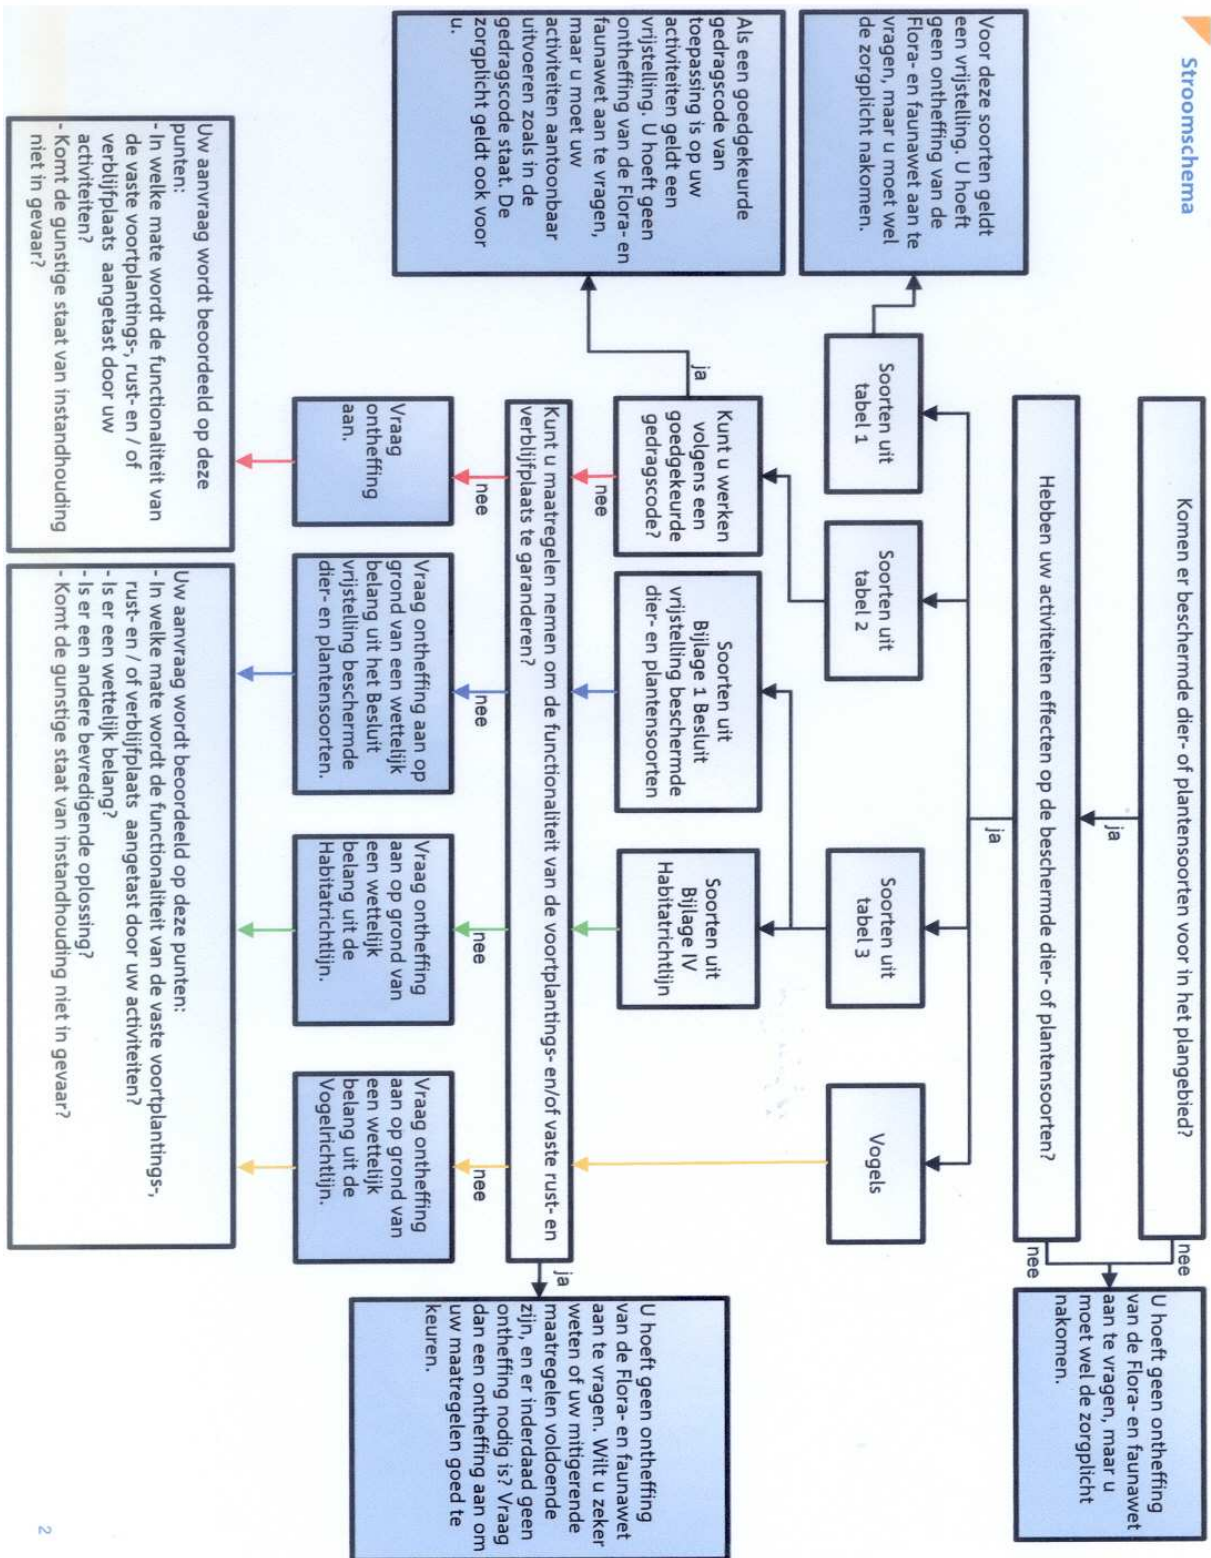 Stroomschema
Komen er beschermde dier- of plantensoorten voor in het plangebied?
nee
ja
U hoeft geen ontheffing
van de Flora- en faunawet
aan te vragen, maar u
moet wel de zorgplicht
nakomen.
Hebben uw activiteiten effecten op de beschermde dier- of plantensoorten?
nee
ja
Voor deze soorten geldt
een vrijstelling. U hoeft
geen ontheffing van de
Flora- en faunawet aan te
vragen, maar u moet wel
de zorgplicht nakomen.
Soorten uit
tabel 1
Soorten uit
tabel 2
Soorten uit
tabel 3
Vogels
Als een goedgekeurde
gedragscode van
toepassing is op uw
activiteiten geldt een
vrijstelling. U hoeft geen
ontheffing van de Flora- en
faunawet aan te vragen,
maar u moet uw
activiteiten aantoonbaar
uitvoeren zoals in de
gedragscode staat. De
zorgplicht geldt ook voor
u.
ja
Kunt u werken
volgens een
goedgekeurde
gedragscode?
nee
Soorten uit
Bijlage 1 Besluit
vrijstelling beschermde
dier- en plantensoorten
Soorten uit
Bijlage IV
Habitatrichtlijn
Kunt u maatregelen nemen om de functionaliteit van de voortplantings- en/of vaste rust- en
verblijfplaats te garanderen?
ja
nee
nee
nee
nee
U hoeft geen ontheffing
van de Flora- en faunawet
aan te vragen. Wilt u zeker
weten of uw mitigerende
maatregelen voldoende
zijn, en er inderdaad geen
ontheffing nodig is? Vraag
dan een ontheffing aan om
uw maatregelen goed te
keuren.
Vraag
ontheffing
aan.
Vraag ontheffing aan op
grond van een wettelijk
belang uit het Besluit
vrijstelling beschermde
dier- en plantensoorten.
Vraag ontheffing
aan op grond van
een wettelijk
belang uit de
Habitatrichtlijn.
Vraag ontheffing
aan op grond van
een wettelijk
belang uit de
Vogelrichtlijn.
Uw aanvraag wordt beoordeeld op deze
punten:
- In welke mate wordt de functionaliteit van
de vaste voortplantings-, rust- en / of
verblijfplaats aangetast door uw
activiteiten?
- Komt de gunstige staat van instandhouding
niet in gevaar?
Uw aanvraag wordt beoordeeld op deze punten:
- In welke mate wordt de functionaliteit van de vaste voortplantings-,
rust- en / of verblijfplaats aangetast door uw activiteiten?
- Is er een wettelijk belang?
- Is er een andere bevredigende oplossing?
- Komt de gunstige staat van instandhouding niet in gevaar?
2